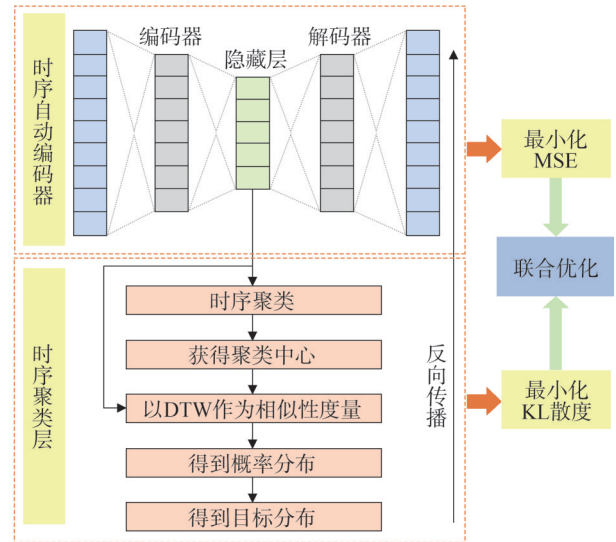 时序自动编码器
编码器
隐藏层
解码器
最小化
MSE
联合优化
时序聚类层
时序聚类
获得聚类中心
以DTW作为相似性度量
得到概率分布
得到目标分布
反向传播
最小化
KL散度